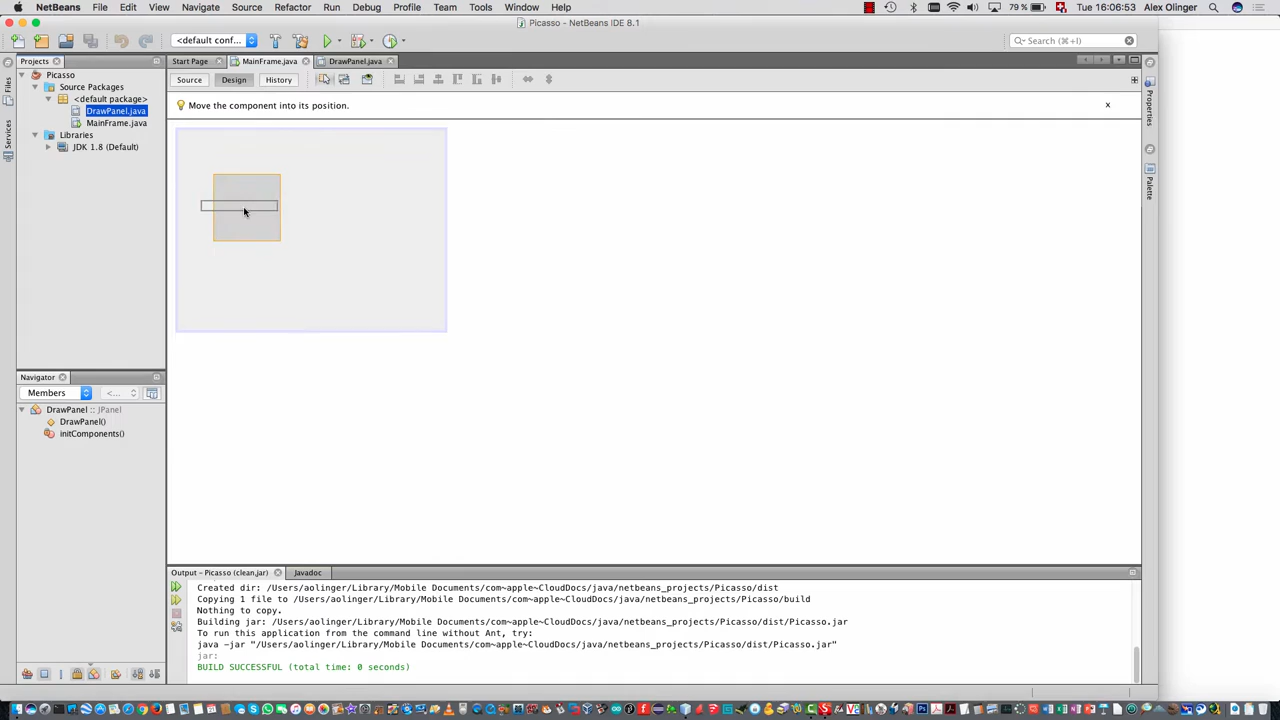 NetBeans File Edit View Navigate Source Refactor Run Debug Profile Team Tools Window Help 79 % Tue 16:06:53 Alex Olinger
Picasso - NetBeans IDE 8.1
<default conf... Search (⌘+I)
Projects Start Page MainFrame.java DrawPanel.java
Files
Services
Picasso
Source Packages
<default package>
DrawPanel.java
MainFrame.java
Libraries
JDK 1.8 (Default)
Source Design History
Move the component into its position. x
Properties
Palette
Navigator
Members <...
DrawPanel :: JPanel
DrawPanel()
initComponents()
Output - Picasso (clean,jar) Javadoc
Created dir: /Users/aolinger/Library/Mobile Documents/com~apple~CloudDocs/java/netbeans_projects/Picasso/dist
Copying 1 file to /Users/aolinger/Library/Mobile Documents/com~apple~CloudDocs/java/netbeans_projects/Picasso/build
Nothing to copy.
Building jar: /Users/aolinger/Library/Mobile Documents/com~apple~CloudDocs/java/netbeans_projects/Picasso/dist/Picasso.jar
To run this application from the command line without Ant, try:
java -jar "/Users/aolinger/Library/Mobile Documents/com~apple~CloudDocs/java/netbeans_projects/Picasso/dist/Picasso.jar"
jar:
BUILD SUCCESSFUL (total time: 0 seconds)